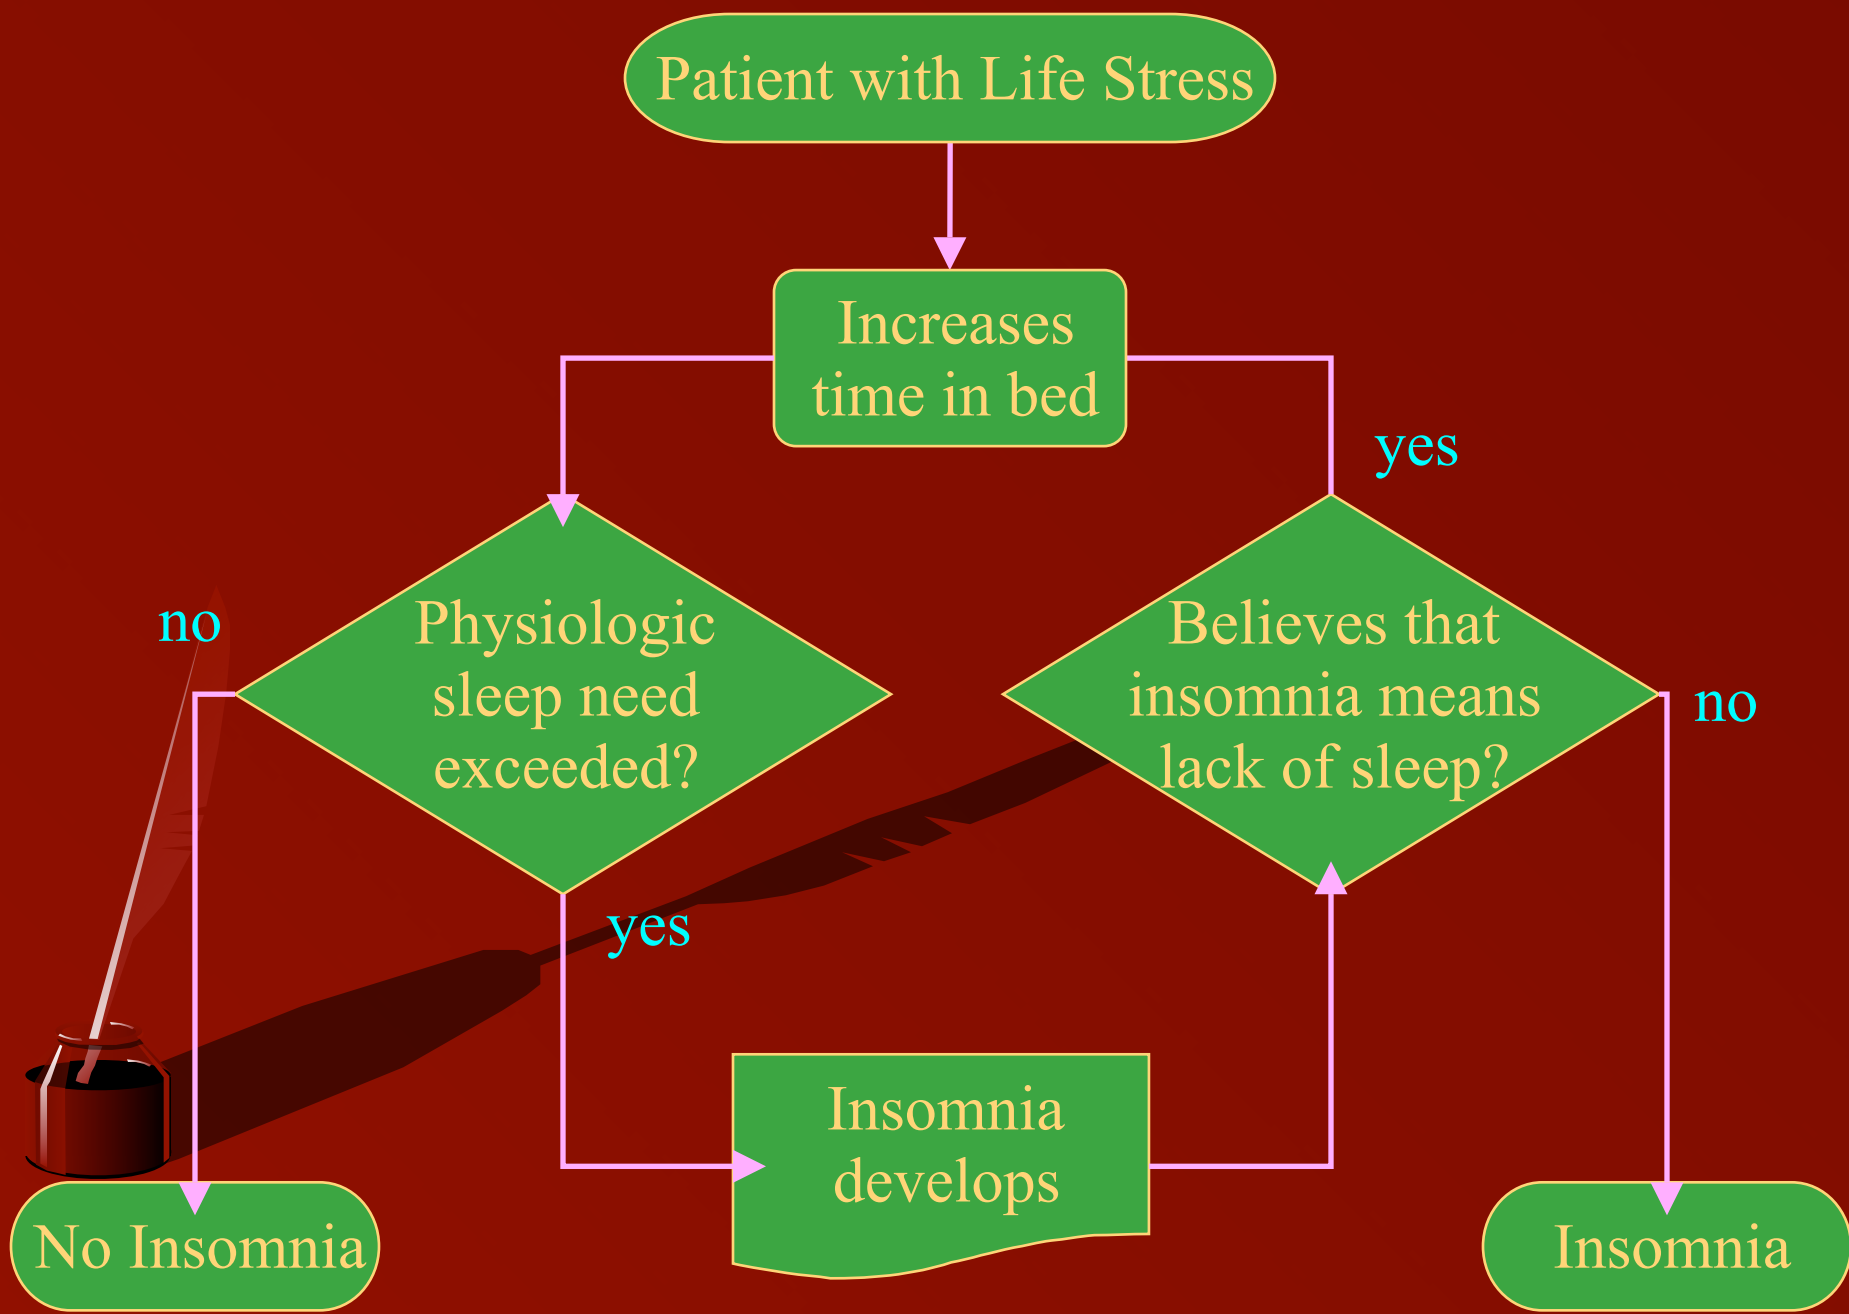 Patient with Life Stress
Increases
time in bed
yes
no
Physiologic
sleep need
exceeded?
Believes that
insomnia means
lack of sleep?
no
yes
Insomnia
develops
No Insomnia
Insomnia